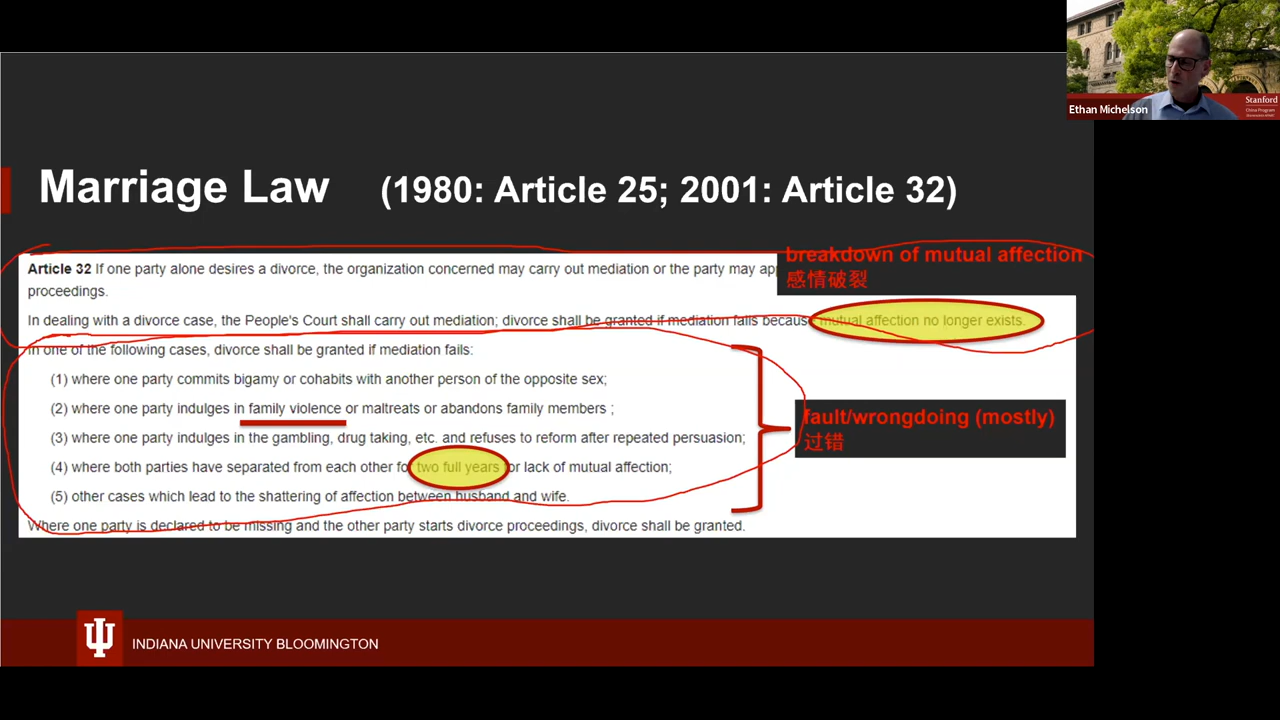 Ethan Michelson
Stanford
China Program
Marriage Law (1980: Article 25; 2001: Article 32)
breakdown of mutual affection
感情破裂
Article 32 If one party alone desires a divorce, the organization concerned may carry out mediation or the party may
proceedings.
In dealing with a divorce case, the People's Court shall carry out mediation; divorce shall be granted if mediation fails because mutual affection no longer exists.
In one of the following cases, divorce shall be granted if mediation fails:
(1) where one party commits bigamy or cohabits with another person of the opposite sex;
(2) where one party indulges in family violence or maltreats or abandons family members ;
(3) where one party indulges in the gambling, drug taking, etc. and refuses to reform after repeated persuasion;
(4) where both parties have separated from each other for two full years for lack of mutual affection;
(5) other cases which lead to the shattering of affection between husband and wife.
Where one party is declared to be missing and the other party starts divorce proceedings, divorce shall be granted.
fault/wrongdoing (mostly)
过错
INDIANA UNIVERSITY BLOOMINGTON